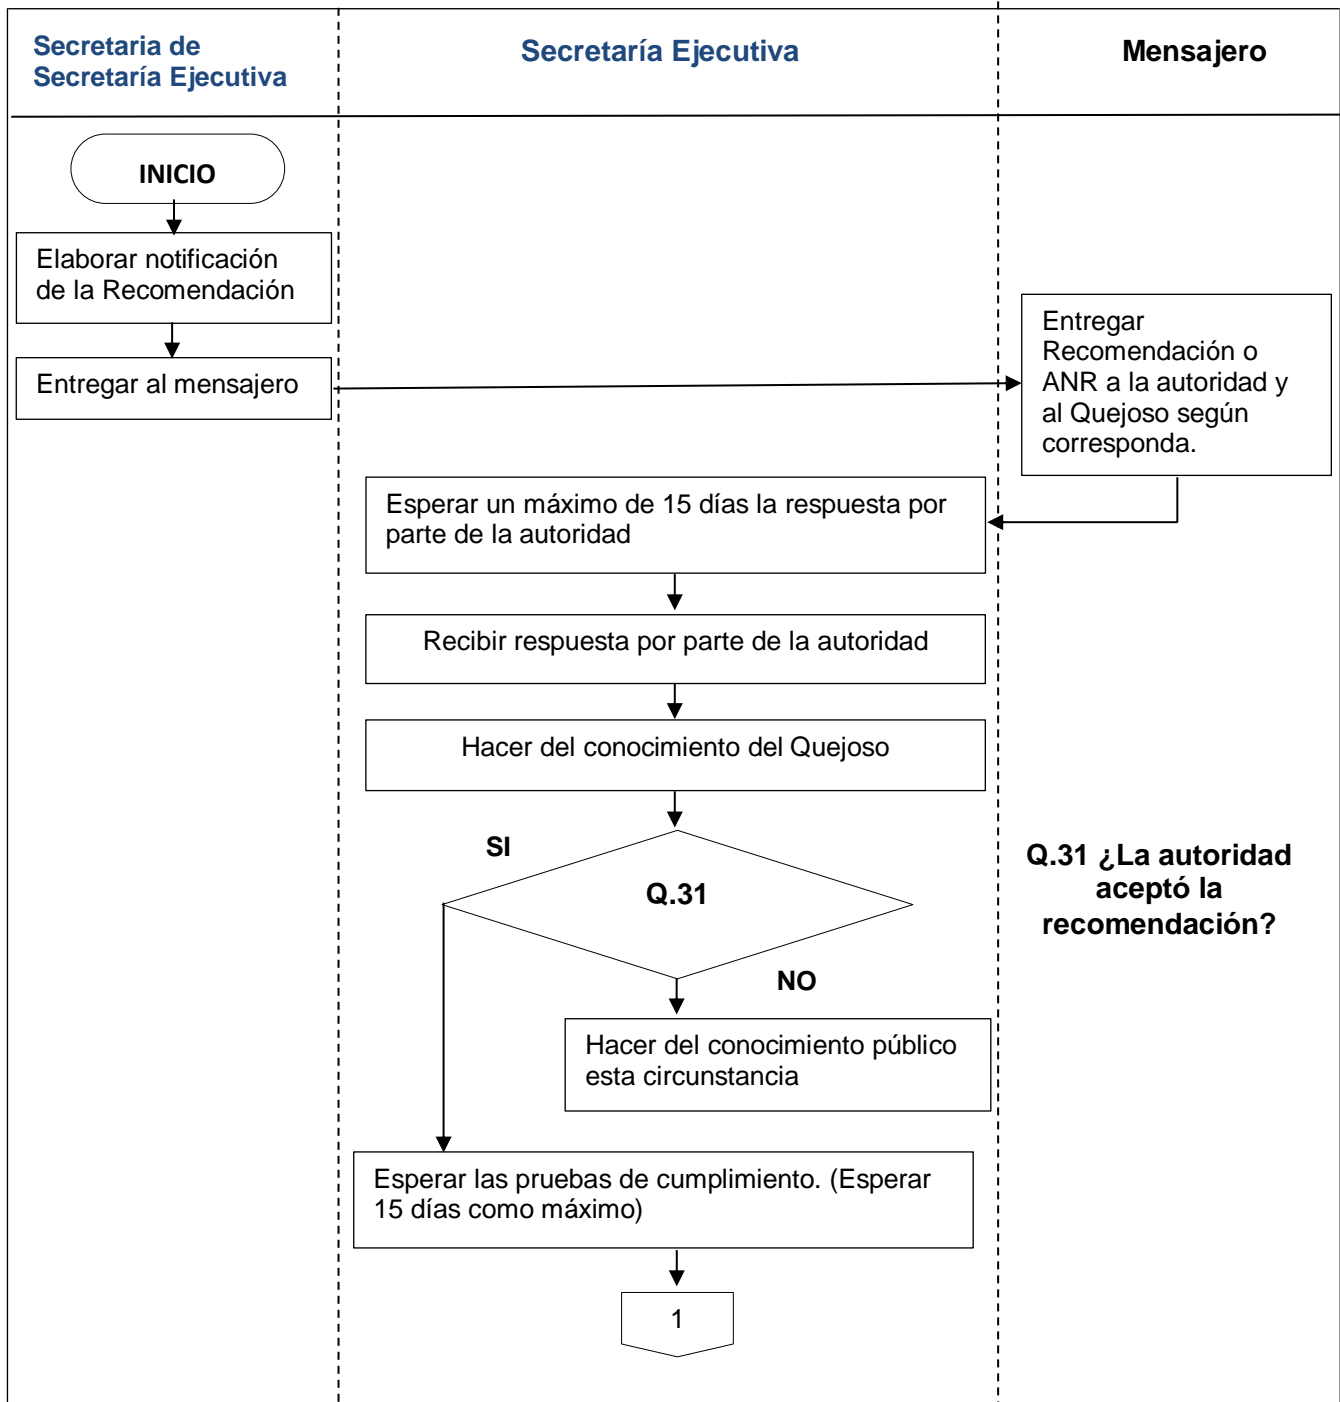 Secretaria de
Secretaría Ejecutiva
Secretaría Ejecutiva
Mensajero
INICIO
Elaborar notificación
de la Recomendación
Entregar al mensajero
Entregar
Recomendación o
ANR a la autoridad y
al Quejoso según
corresponda.
Esperar un máximo de 15 días la respuesta por
parte de la autoridad
Recibir respuesta por parte de la autoridad
Hacer del conocimiento del Quejoso
SI
Q.31
NO
Q.31 ¿La autoridad
aceptó la
recomendación?
Hacer del conocimiento público
esta circunstancia
Esperar las pruebas de cumplimiento. (Esperar
15 días como máximo)
1